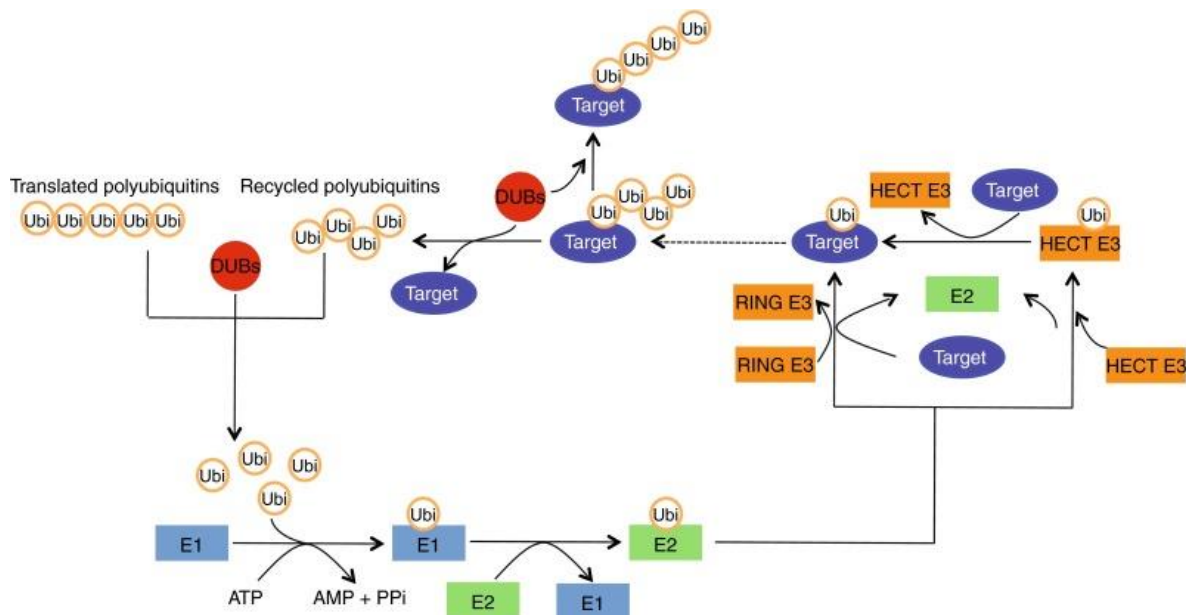 Ubi
Ubi
Ubi
Ubi
Target
Translated polyubiquitins
Recycled polyubiquitins
Ubi Ubi Ubi Ubi Ubi
Ubi
Ubi
Ubi
Ubi
DUBs
DUBs
Target
Ubi
Ubi
Ubi
Ubi
Target
Ubi
Target
HECT E3
Target
Ubi
HECT E3
RING E3
E2
RING E3
Target
HECT E3
Ubi
Ubi
Ubi
Ubi
E1
ATP
AMP + PPi
Ubi
E1
E2
E1
Ubi
E2